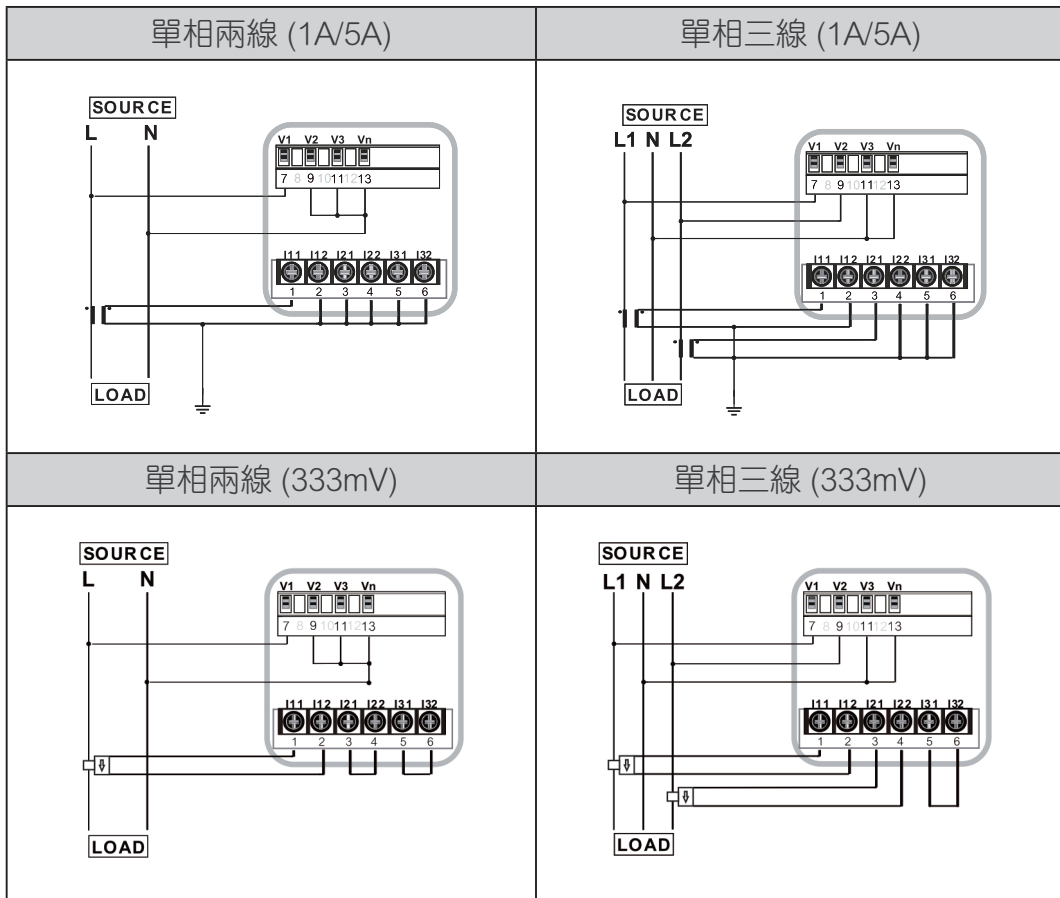 單相兩線 (1A/5A)
單相三線 (1A/5A)
SOURCE
L N
V1 V2 V3 Vn
7 8 9 10 11 12 13
I11 I12 I21 I22 I31 I32
1 2 3 4 5 6
LOAD
SOURCE
L1 N L2
V1 V2 V3 Vn
7 8 9 10 11 12 13
I11 I12 I21 I22 I31 I32
1 2 3 4 5 6
LOAD
單相兩線 (333mV)
單相三線 (333mV)
SOURCE
L N
V1 V2 V3 Vn
7 8 9 10 11 12 13
I11 I12 I21 I22 I31 I32
1 2 3 4 5 6
LOAD
SOURCE
L1 N L2
V1 V2 V3 Vn
7 8 9 10 11 12 13
I11 I12 I21 I22 I31 I32
1 2 3 4 5 6
LOAD